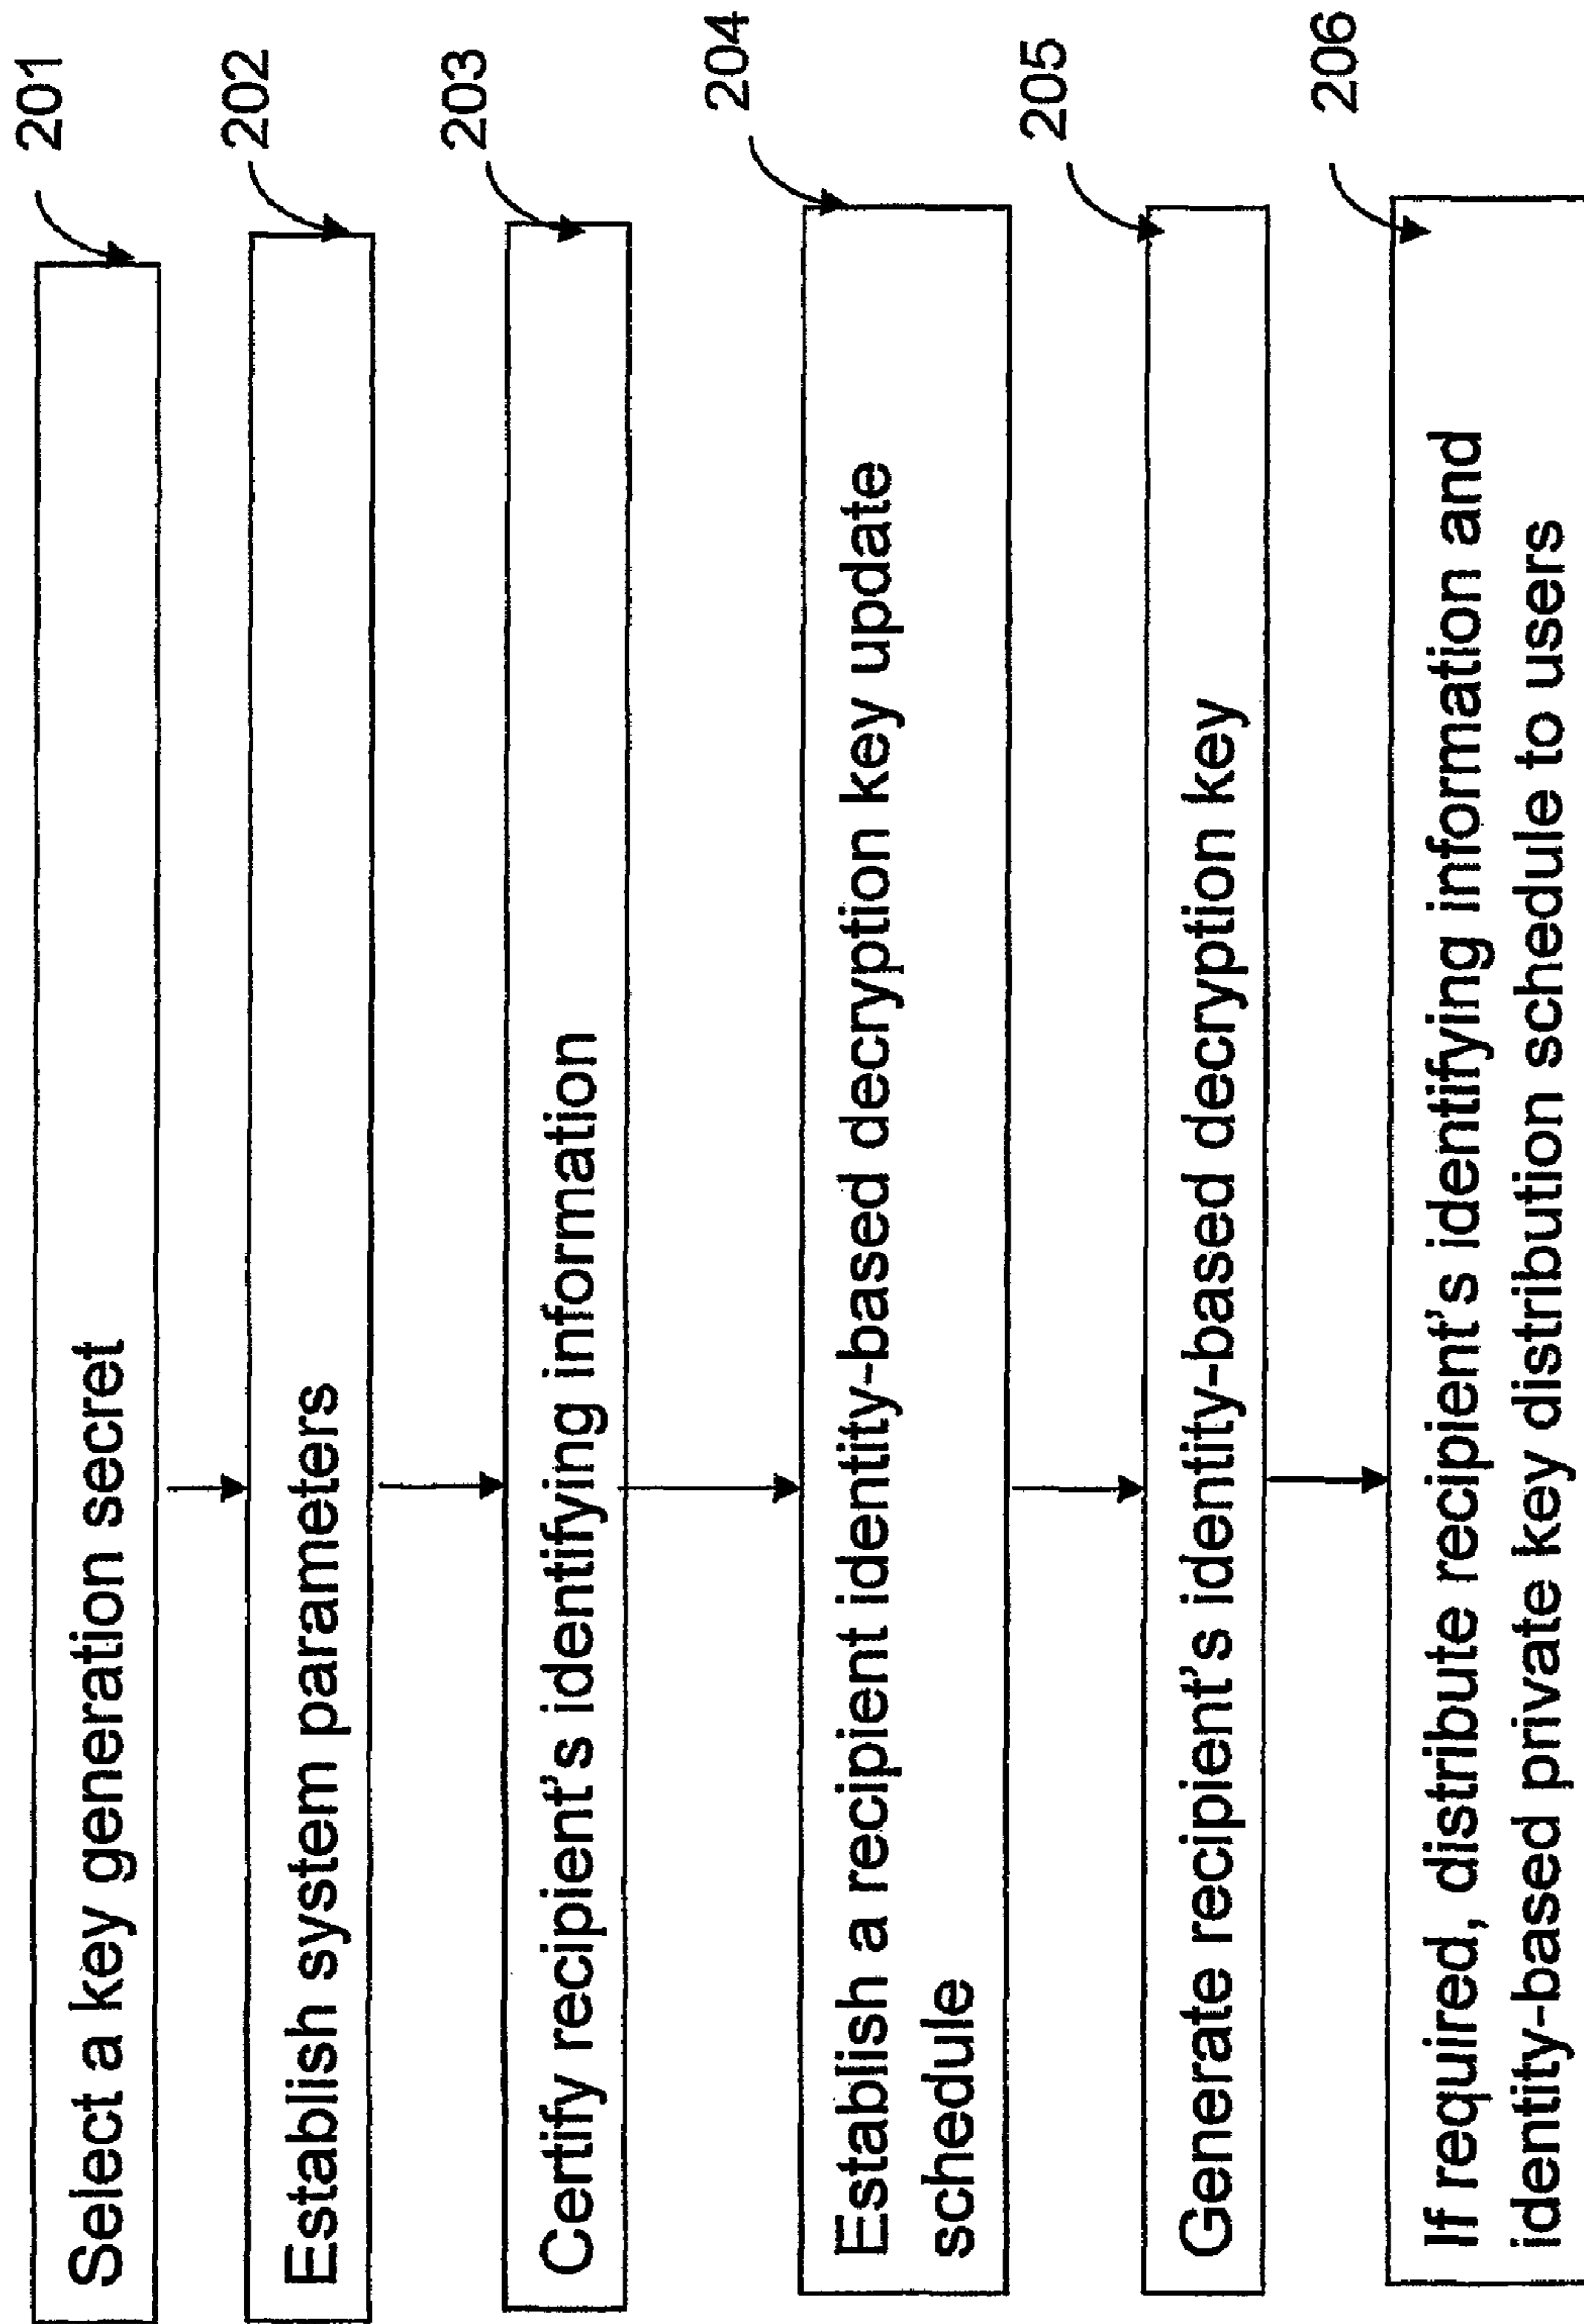 Select a key generation secret
201
Establish system parameters
202
Certify recipient's identifying information
203
Establish a recipient identity-based decryption key update
schedule
204
Generate recipient's identity-based decryption key
205
If required, distribute recipient's identifying information and
identity-based private key distribution schedule to users
206